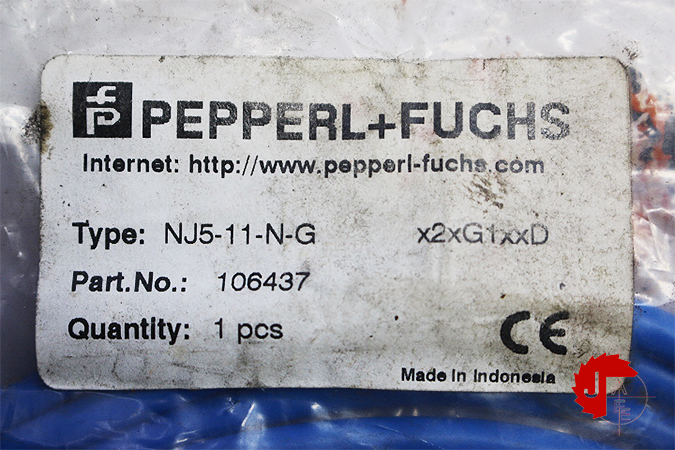 PEPPERL+FUCHS
Internet: http://www.pepperl-fuchs.com
Type: NJ5-11-N-G x2xG1xxD
Part.No.: 106437
Quantity: 1 pcs
CE
Made in Indonesia